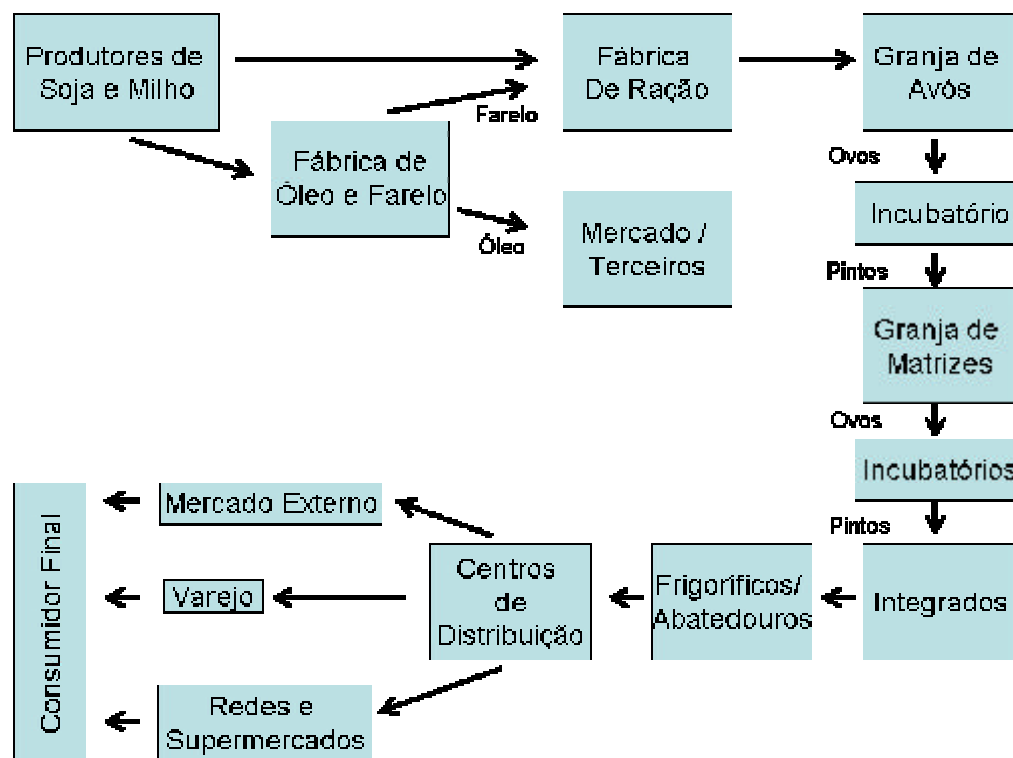 Produtores de
Soja e Milho
Fábrica
De Ração
Granja de
Avós
Farelo
Fábrica de
Óleo e Farelo
Ovos
Incubatório
Óleo
Mercado /
Terceiros
Pintos
Granja de
Matrizes
Ovos
Incubatórios
Pintos
Integrados
Frigoríficos/
Abatedouros
Centros
de
Distribuição
Mercado Externo
Varejo
Redes e
Supermercados
Consumidor Final